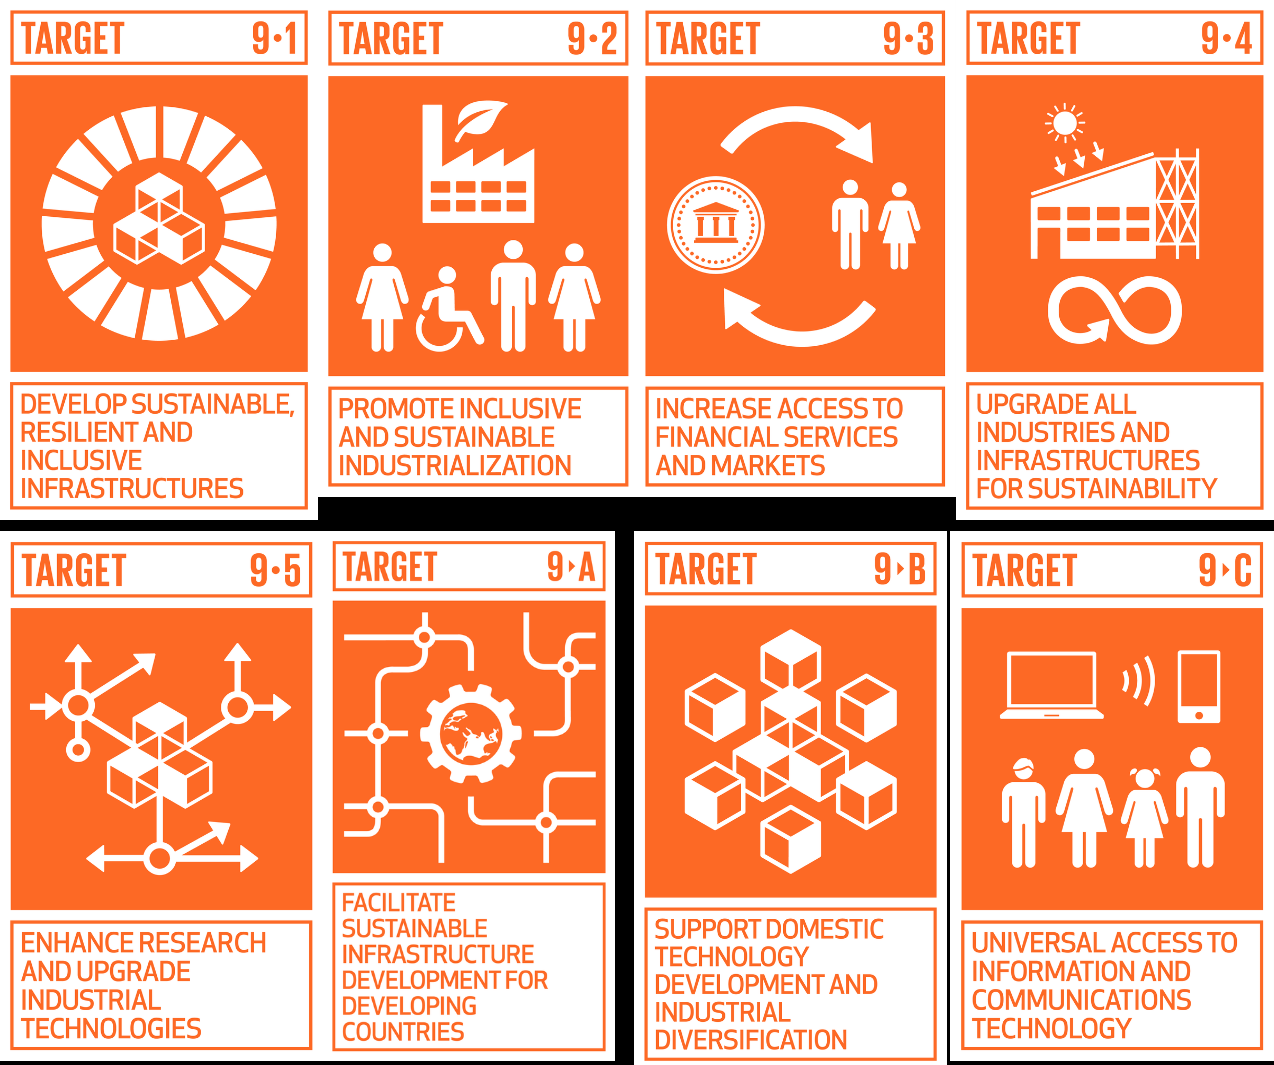 TARGET 9·1
DEVELOP SUSTAINABLE,
RESILIENT AND
INCLUSIVE
INFRASTRUCTURES
TARGET 9·2
PROMOTE INCLUSIVE
AND SUSTAINABLE
INDUSTRIALIZATION
TARGET 9·3
INCREASE ACCESS TO
FINANCIAL SERVICES
AND MARKETS
TARGET 9·4
UPGRADE ALL
INDUSTRIES AND
INFRASTRUCTURES
FOR SUSTAINABILITY
TARGET 9·5
ENHANCE RESEARCH
AND UPGRADE
INDUSTRIAL
TECHNOLOGIES
TARGET 9‣A
FACILITATE
SUSTAINABLE
INFRASTRUCTURE
DEVELOPMENT FOR
DEVELOPING
COUNTRIES
TARGET 9‣B
SUPPORT DOMESTIC
TECHNOLOGY
DEVELOPMENT AND
INDUSTRIAL
DIVERSIFICATION
TARGET 9‣C
UNIVERSAL ACCESS TO
INFORMATION AND
COMMUNICATIONS
TECHNOLOGY